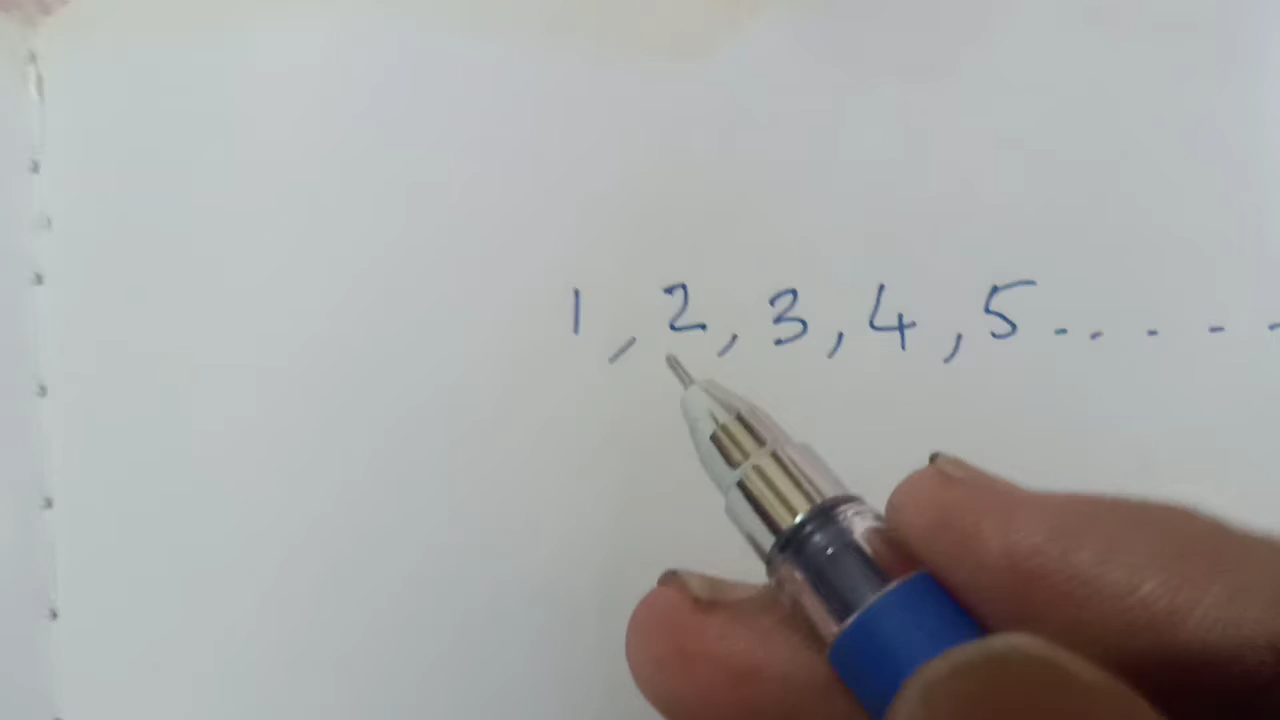 1, 2, 3, 4, 5......